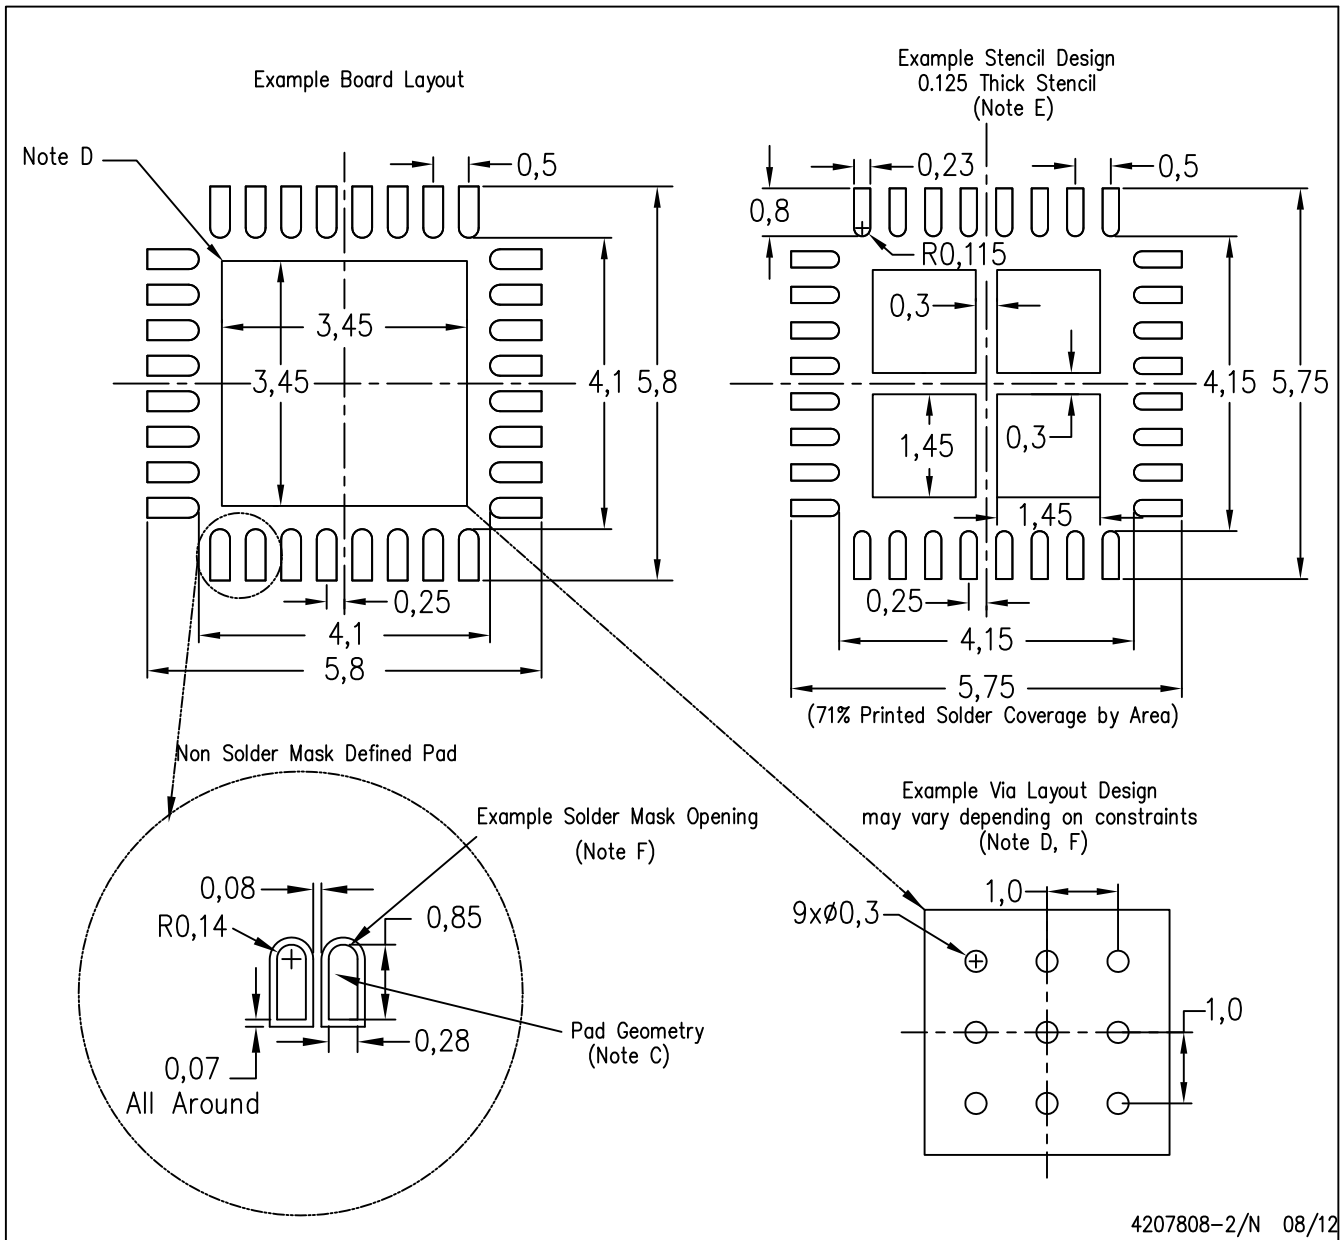 Example Board Layout
Note D
0,5
3,45
3,45
4,1
5,8
0,25
4,1
5,8
Example Stencil Design
0.125 Thick Stencil
(Note E)
0,23
0,5
0,8
R0,115
0,3
4,15
5,75
1,45
0,3
1,45
0,25
4,15
5,75
(71% Printed Solder Coverage by Area)
Non Solder Mask Defined Pad
Example Solder Mask Opening
(Note F)
0,08
R0,14
0,85
Pad Geometry
(Note C)
0,28
0,07
All Around
Example Via Layout Design
may vary depending on constraints
(Note D, F)
1,0
9xø0,3
1,0
4207808-2/N 08/12